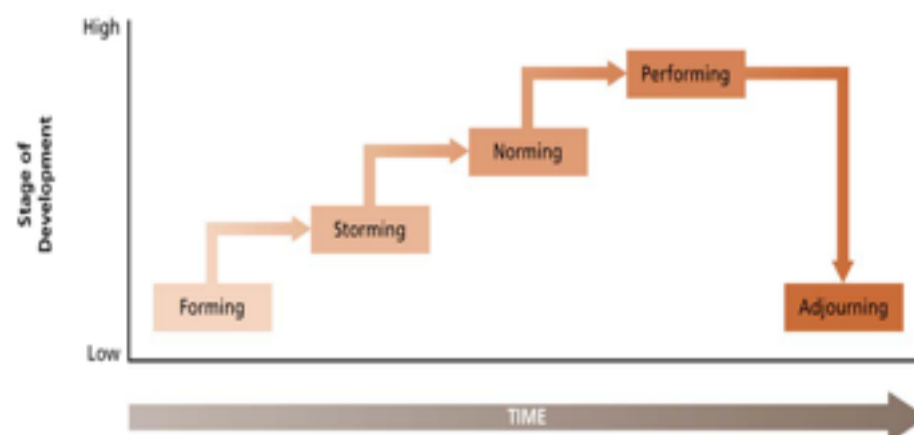 High
Performing
Norming
Stage of
Development
Storming
Forming
Adjourning
Low
TIME